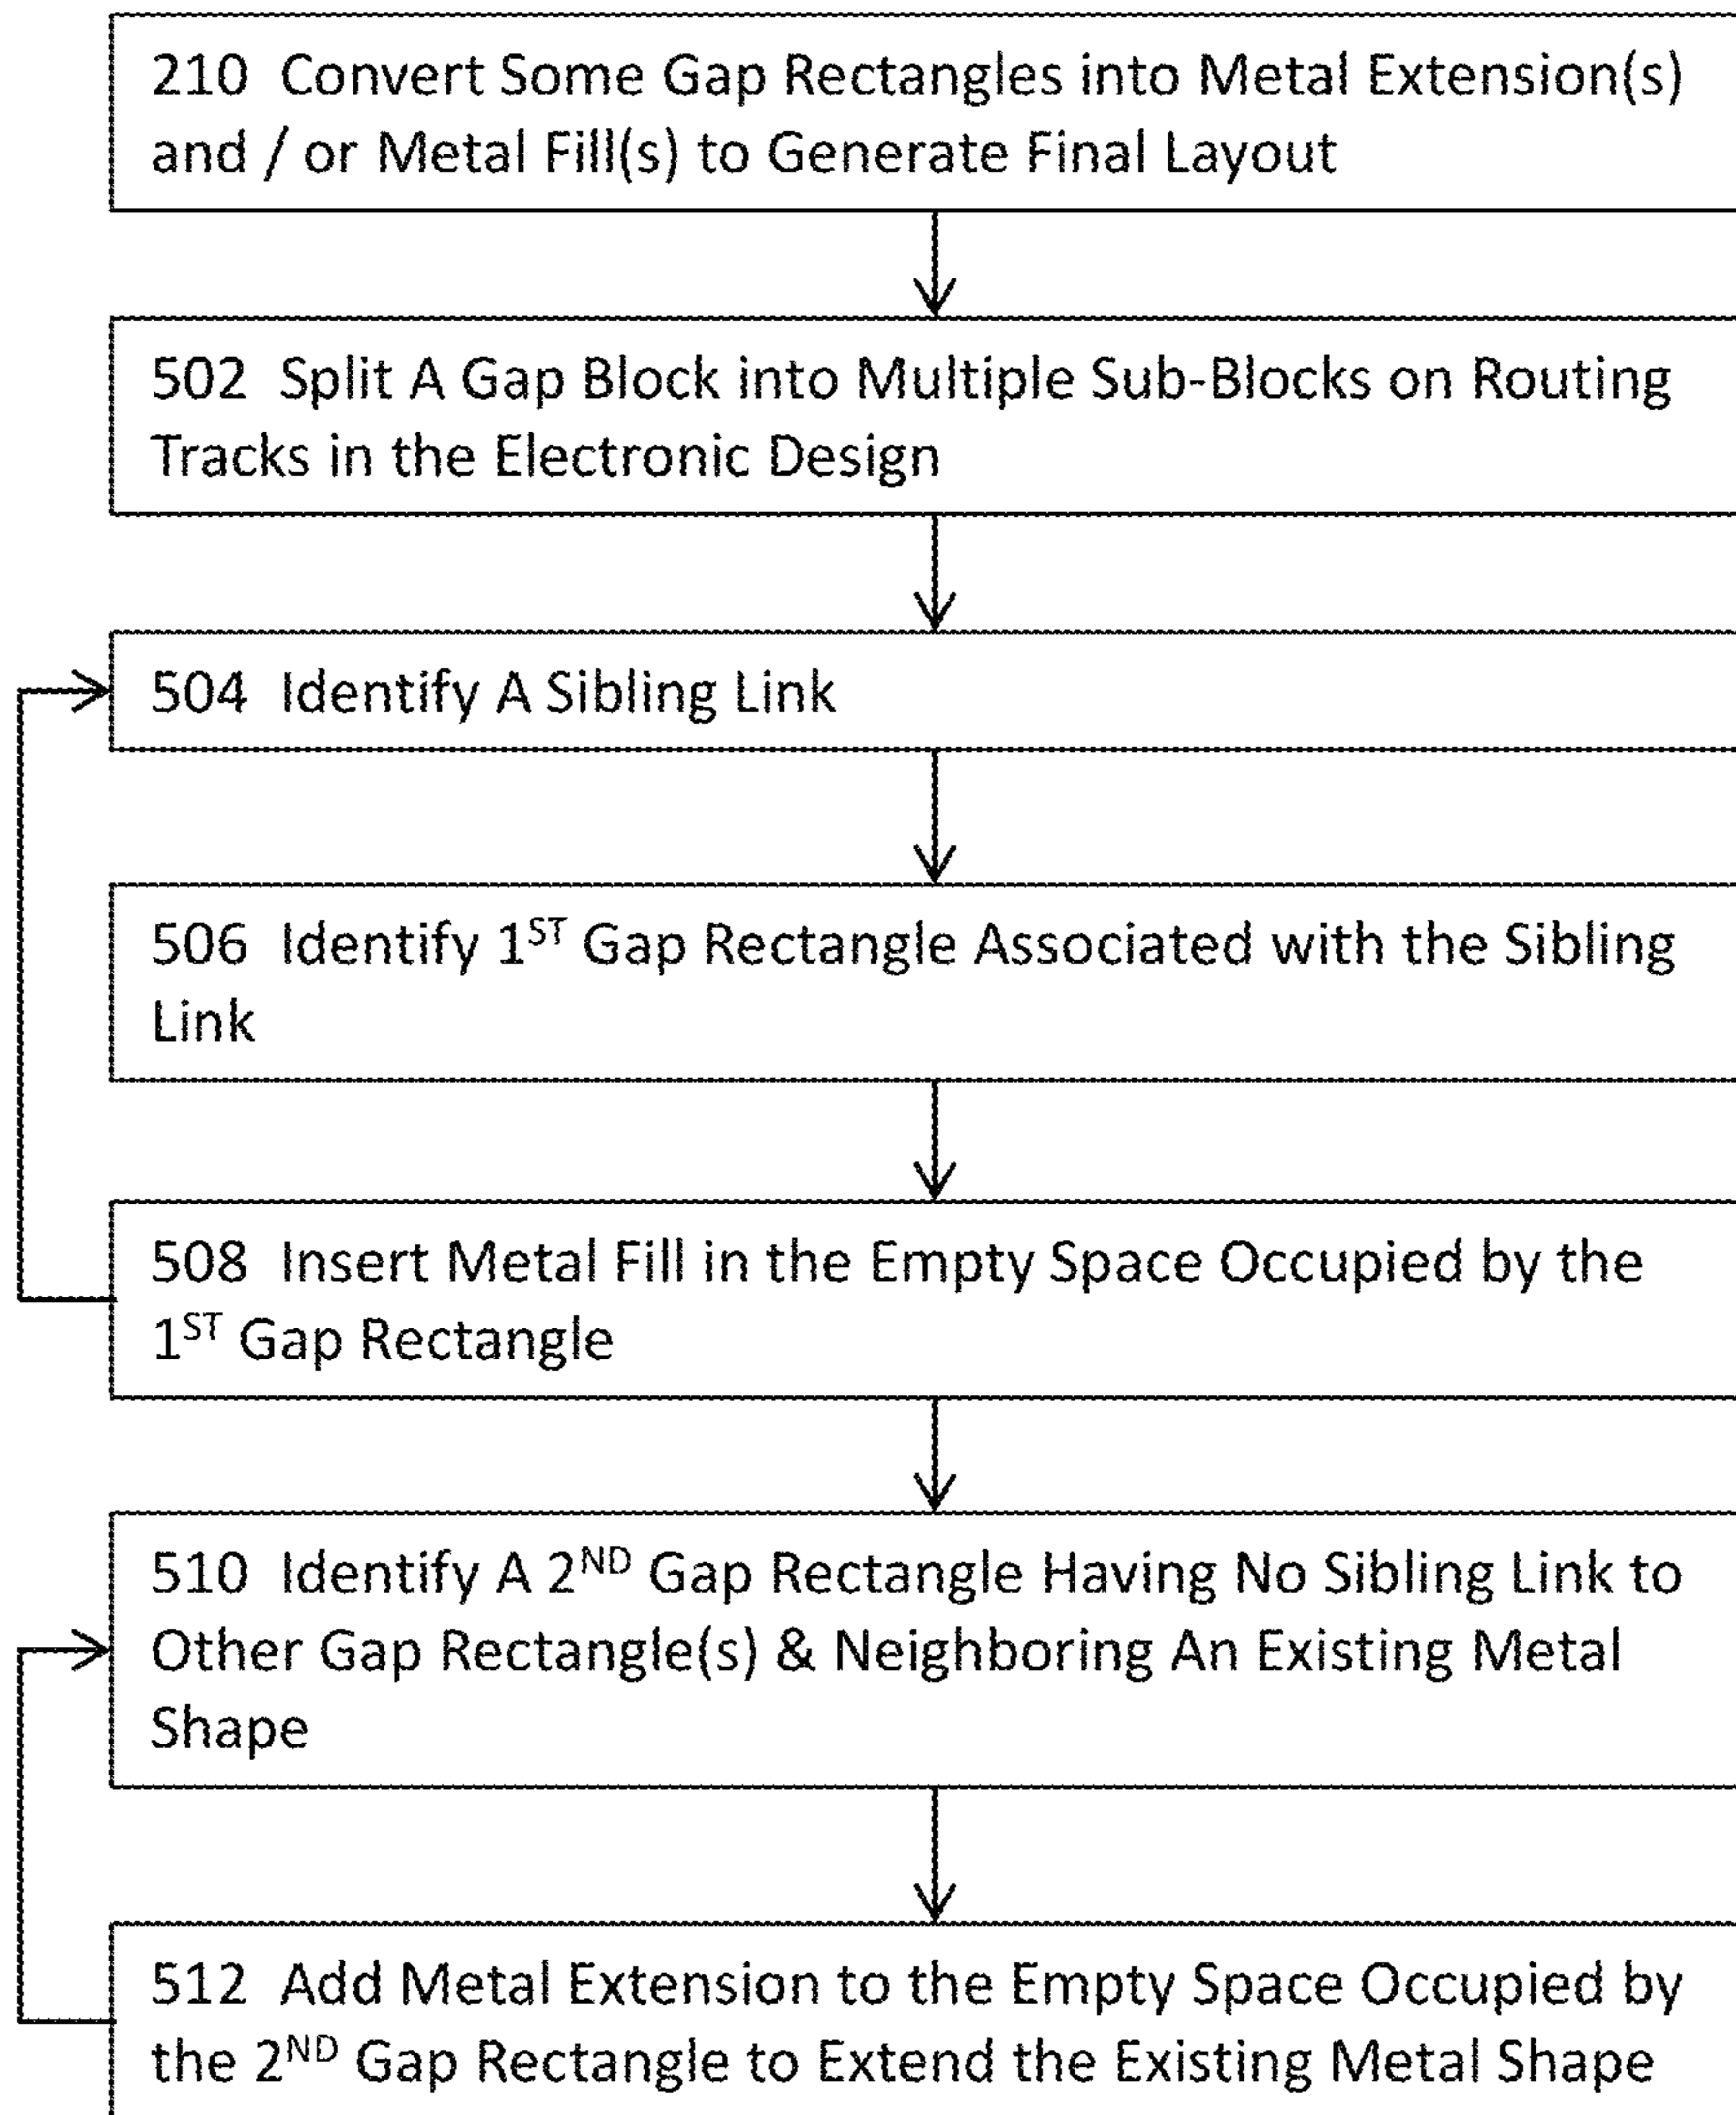 210 Convert Some Gap Rectangles into Metal Extension(s)
and / or Metal Fill(s) to Generate Final Layout
502 Split A Gap Block into Multiple Sub-Blocks on Routing
Tracks in the Electronic Design
504 Identify A Sibling Link
506 Identify 1ST Gap Rectangle Associated with the Sibling
Link
508 Insert Metal Fill in the Empty Space Occupied by the
1ST Gap Rectangle
510 Identify A 2ND Gap Rectangle Having No Sibling Link to
Other Gap Rectangle(s) & Neighboring An Existing Metal
Shape
512 Add Metal Extension to the Empty Space Occupied by
the 2ND Gap Rectangle to Extend the Existing Metal Shape